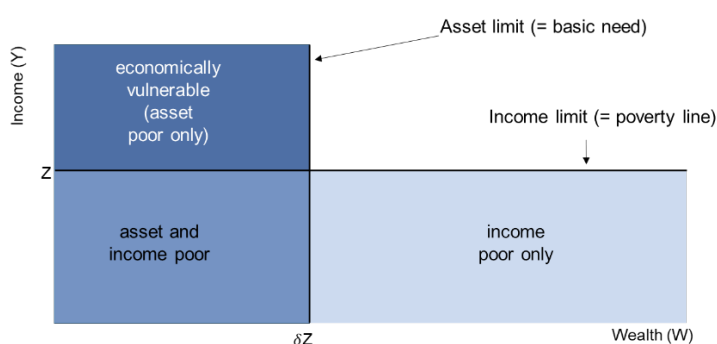 Asset limit (= basic need)
Income (Y)
economically
vulnerable
(asset
poor only)
Income limit (= poverty line)
Z
asset and
income poor
income
poor only
δZ
Wealth (W)